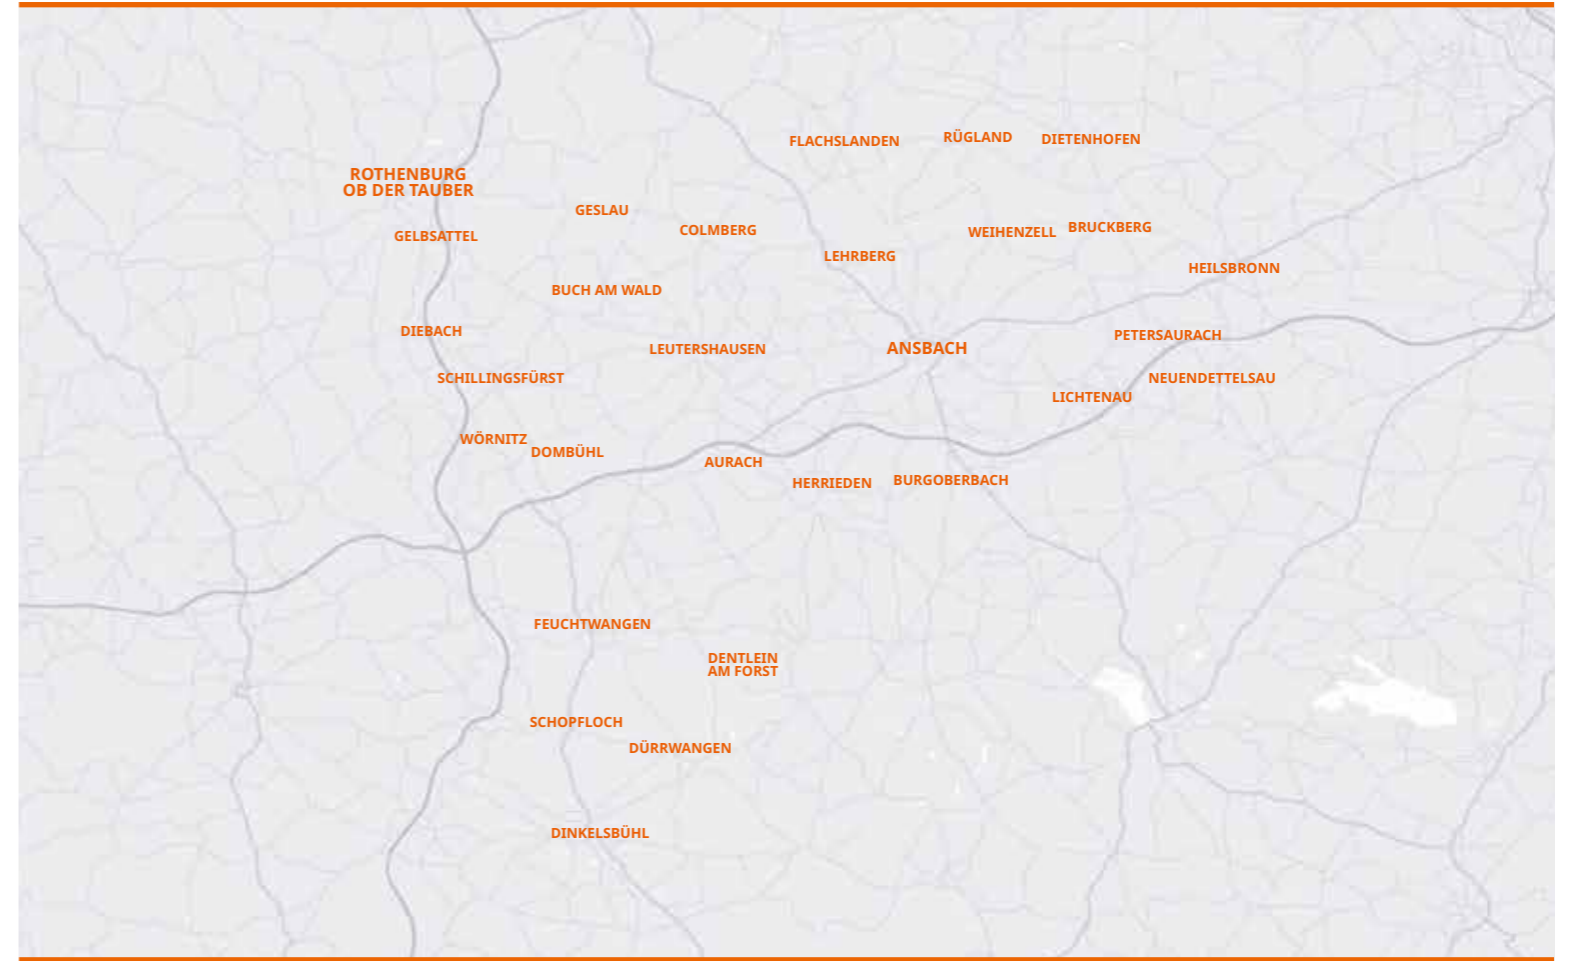 FLACHSLANDEN
RÜGLAND
DIETENHOFEN
ROTHENBURG
OB DER TAUBER
GESLAU
COLMBERG
GELBSATTEL
WEIHENZELL
BRUCKBERG
LEHRBERG
HEILSBRONN
BUCH AM WALD
DIEBACH
LEUTERSHAUSEN
ANSBACH
PETERSAURACH
SCHILLINGSFÜRST
NEUENDETTELSAU
LICHTENAU
WÖRNITZ
DOMBÜHL
AURACH
HERRIEDEN
BURGOBERBACH
FEUCHTWANGEN
DENTLEIN
AM FORST
SCHOPFLOCH
DÜRRWANGEN
DINKELSBÜHL